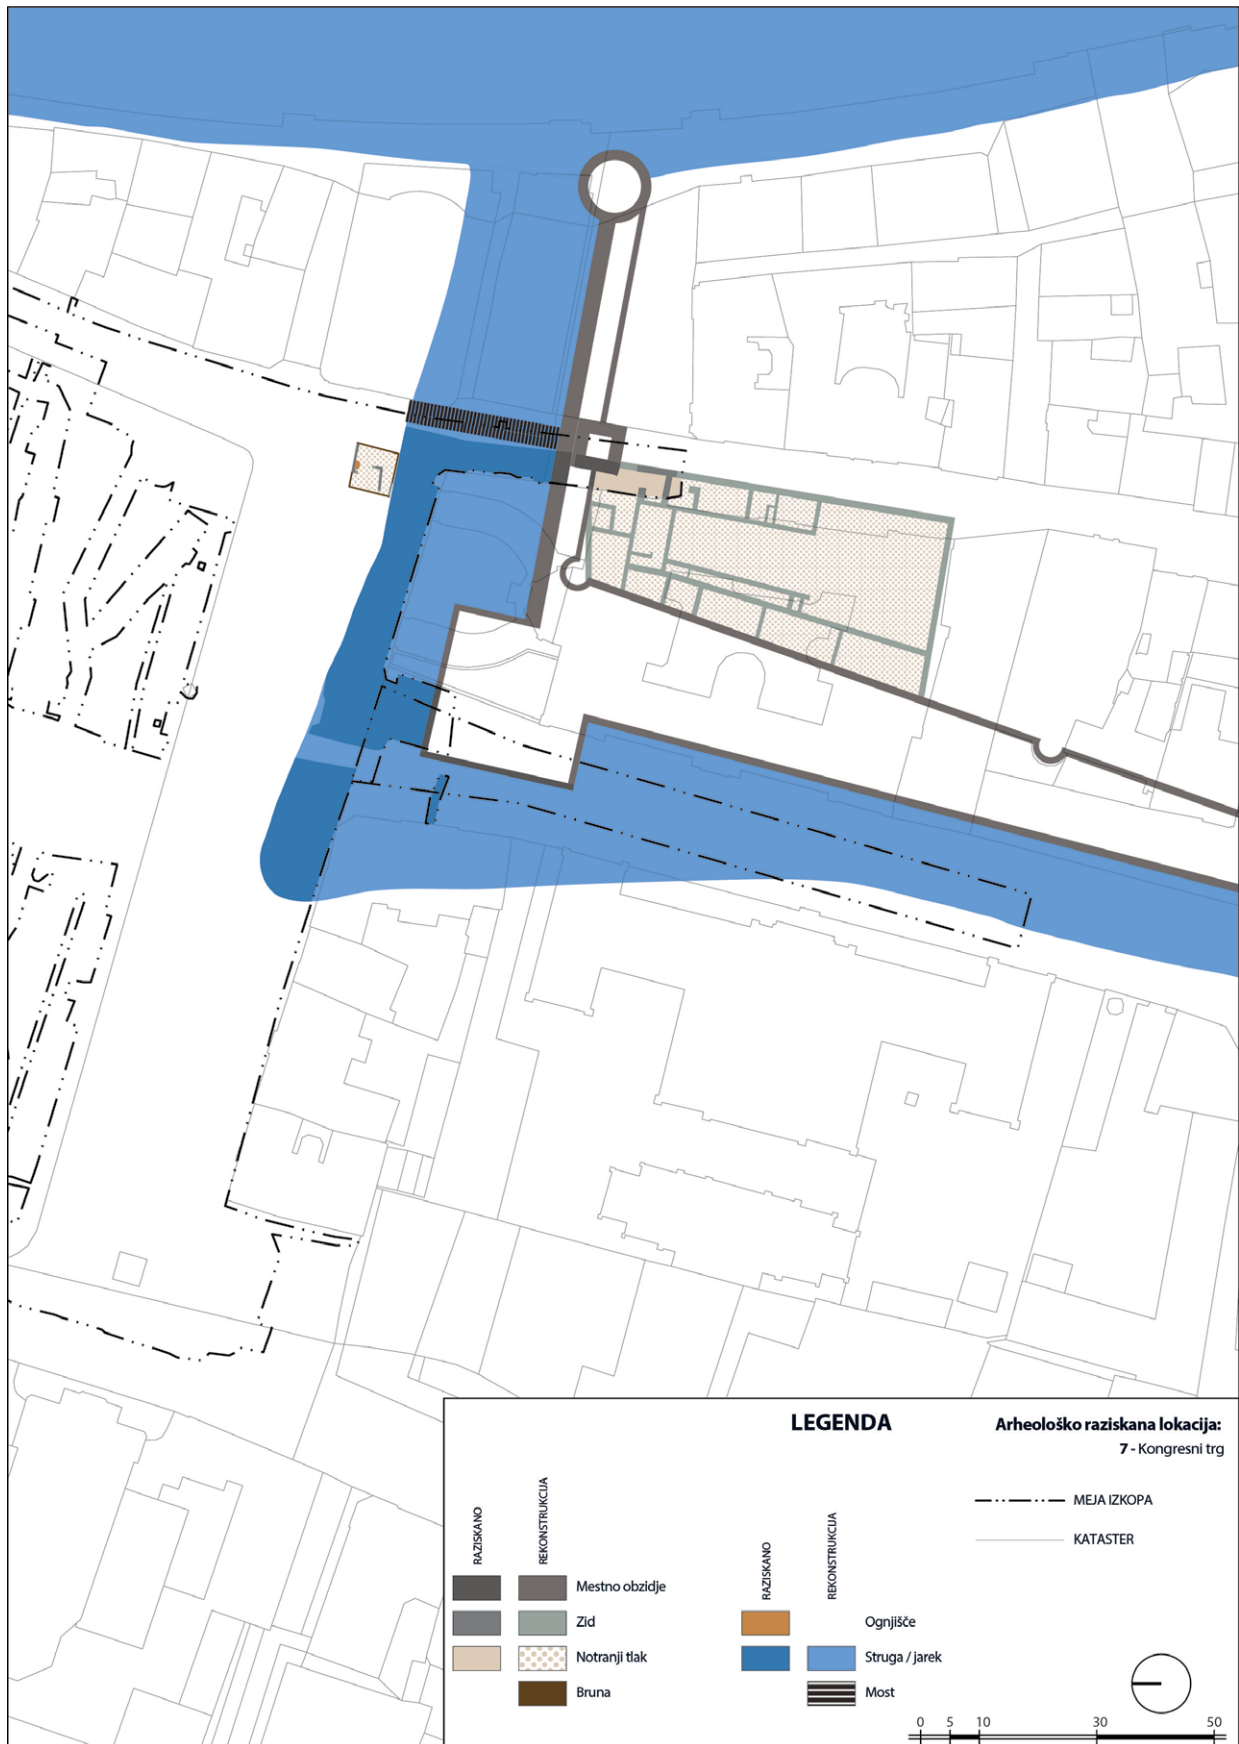 LEGENDA
Arheološko raziskana lokacija:
7 - Kongresni trg
MEJA IZKOPA
KATASTER
RAZISKANO
REKONSTRUKCIJA
Mestno obzidje
Zid
Notranji tlak
Bruna
RAZISKANO
REKONSTRUKCIJA
Ognjišče
Struga / jarek
Most
0 5 10 30 50